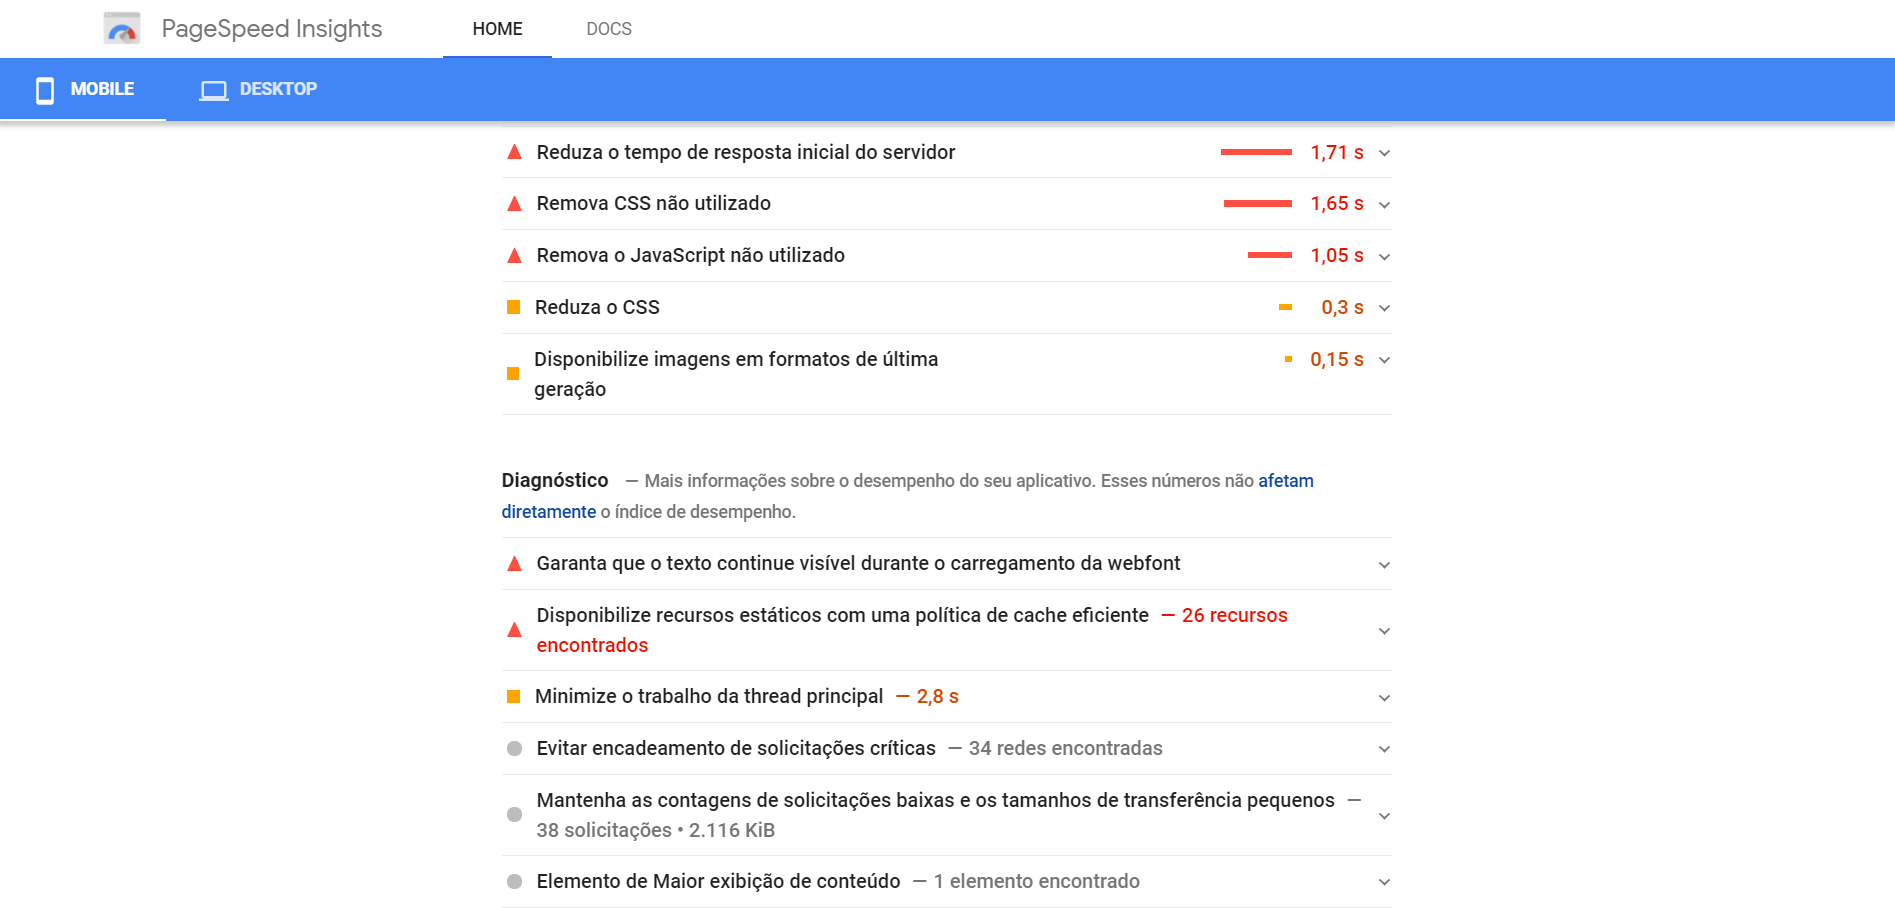 PageSpeed Insights
HOME
DOCS
MOBILE
DESKTOP
Reduza o tempo de resposta inicial do servidor 1,71 s
Remova CSS não utilizado 1,65 s
Remova o JavaScript não utilizado 1,05 s
Reduza o CSS 0,3 s
Disponibilize imagens em formatos de última 0,15 s
geração
Diagnóstico — Mais informações sobre o desempenho do seu aplicativo. Esses números não afetam
diretamente o índice de desempenho.
Garanta que o texto continue visível durante o carregamento da webfont
Disponibilize recursos estáticos com uma política de cache eficiente — 26 recursos
encontrados
Minimize o trabalho da thread principal — 2,8 s
Evitar encadeamento de solicitações críticas — 34 redes encontradas
Mantenha as contagens de solicitações baixas e os tamanhos de transferência pequenos —
38 solicitações • 2.116 KiB
Elemento de Maior exibição de conteúdo — 1 elemento encontrado